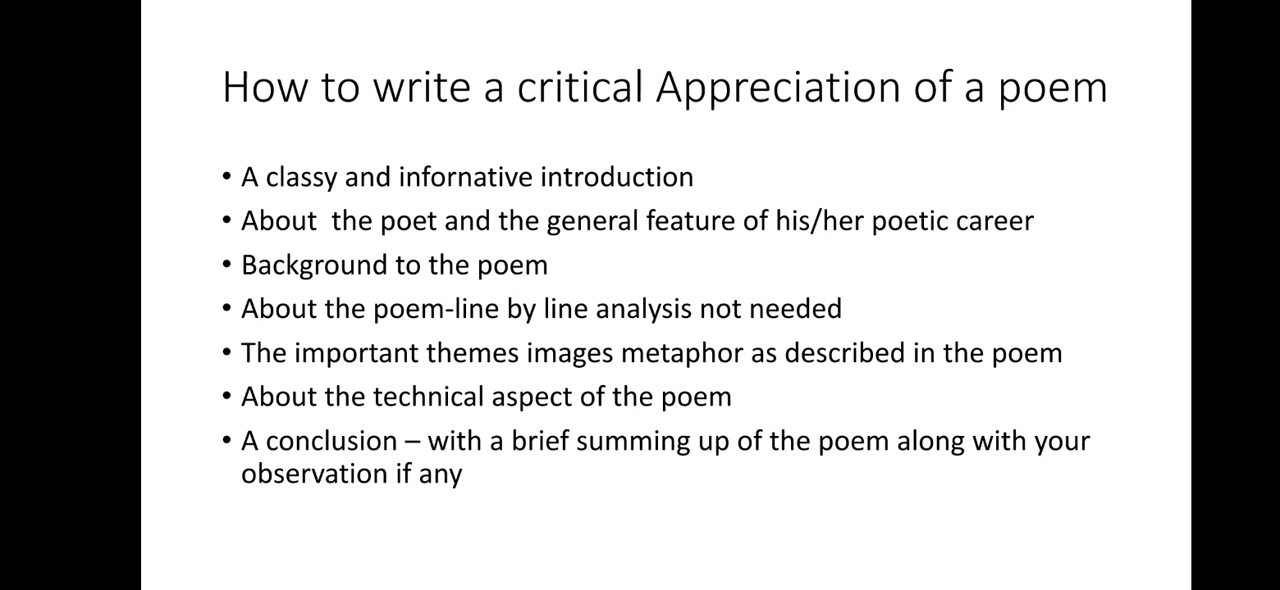 How to write a critical Appreciation of a poem
• A classy and infornative introduction
• About  the poet and the general feature of his/her poetic career
• Background to the poem
• About the poem-line by line analysis not needed
• The important themes images metaphor as described in the poem
• About the technical aspect of the poem
• A conclusion – with a brief summing up of the poem along with your
observation if any